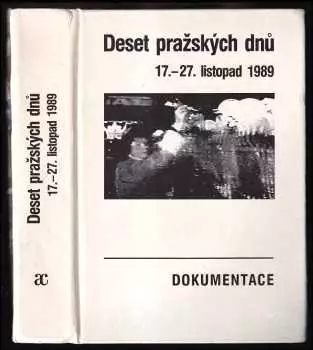 Deset pražských dnů
17.–27. listopad 1989
DOKUMENTACE
Deset pražských dnů
17.–27. listopad 1989
ac